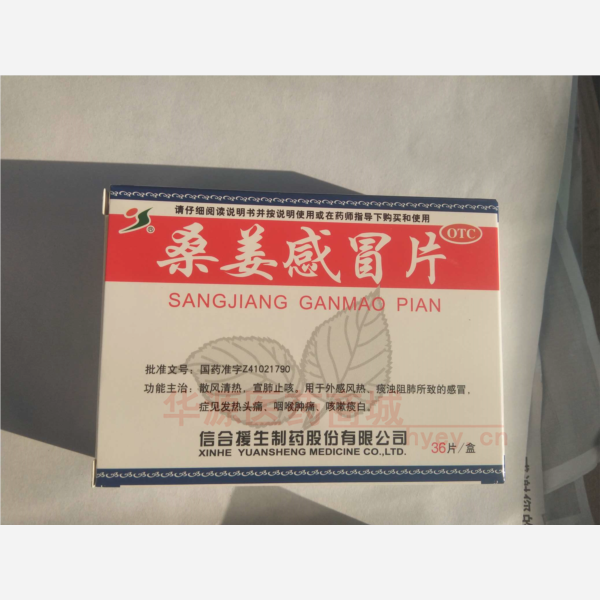 请仔细阅读说明书并按说明使用或在药师指导下购买和使用
OTC
桑姜感冒片
SANGJIANG GANMAO PIAN
批准文号：国药准字Z41021790
功能主治：散风清热，宣肺止咳。用于外感风热、痰浊阻肺所致的感冒，
症见发热头痛、咽喉肿痛、咳嗽痰白。
华源医药商城
信合援生制药股份有限公司
XINHE YUANSHENG MEDICINE CO.,LTD.
36片/盒